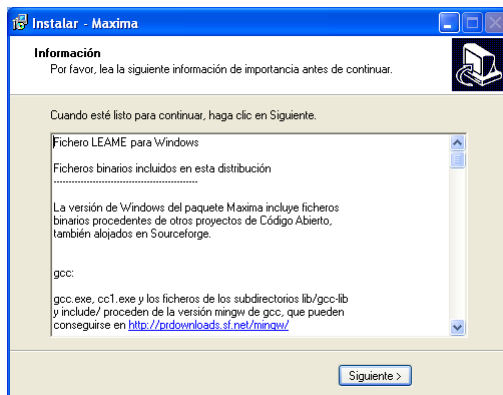 Instalar - Maxima
Información
Por favor, lea la siguiente información de importancia antes de continuar.
Cuando esté listo para continuar, haga clic en Siguiente.
Fichero LEAME para Windows
Ficheros binarios incluidos en esta distribución
------------------------------------------------
La versión de Windows del paquete Maxima incluye ficheros
binarios procedentes de otros proyectos de Código Abierto,
también alojados en Sourceforge.
gcc:
gcc.exe, cc1.exe y los ficheros de los subdirectorios lib/gcc-lib
y include/ proceden de la versión mingw de gcc, que pueden
conseguirse en http://prdownloads.sf.net/mingw/
Siguiente >